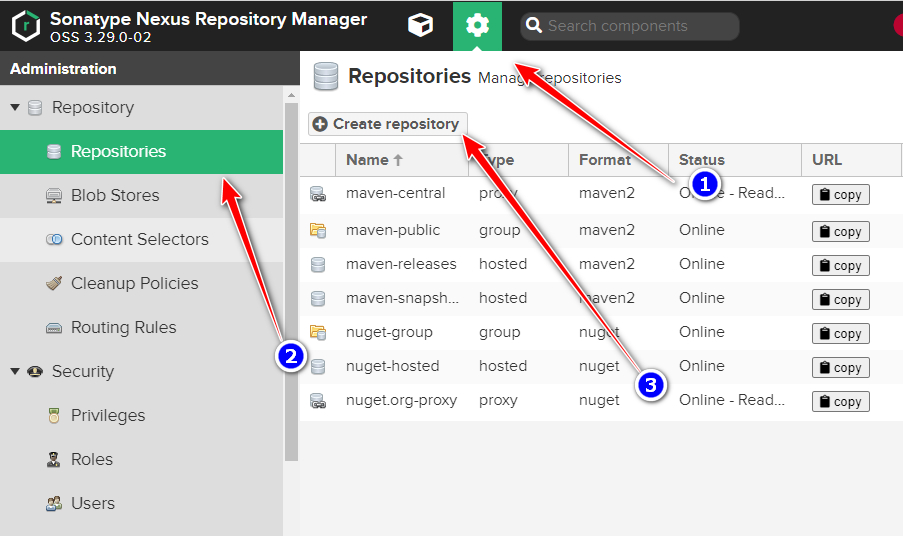 Sonatype Nexus Repository Manager
OSS 3.29.0-02
Search components
Administration
Repository
Repositories
Blob Stores
Content Selectors
Cleanup Policies
Routing Rules
Security
Privileges
Roles
Users
Repositories Manage repositories
Create repository
Name Type Format Status URL
maven-central proxy maven2 Online - Read... copy
maven-public group maven2 Online copy
maven-releases hosted maven2 Online copy
maven-snapsh... hosted maven2 Online copy
nuget-group group nuget Online copy
nuget-hosted hosted nuget Online copy
nuget.org-proxy proxy nuget Online - Read... copy
1
2
3